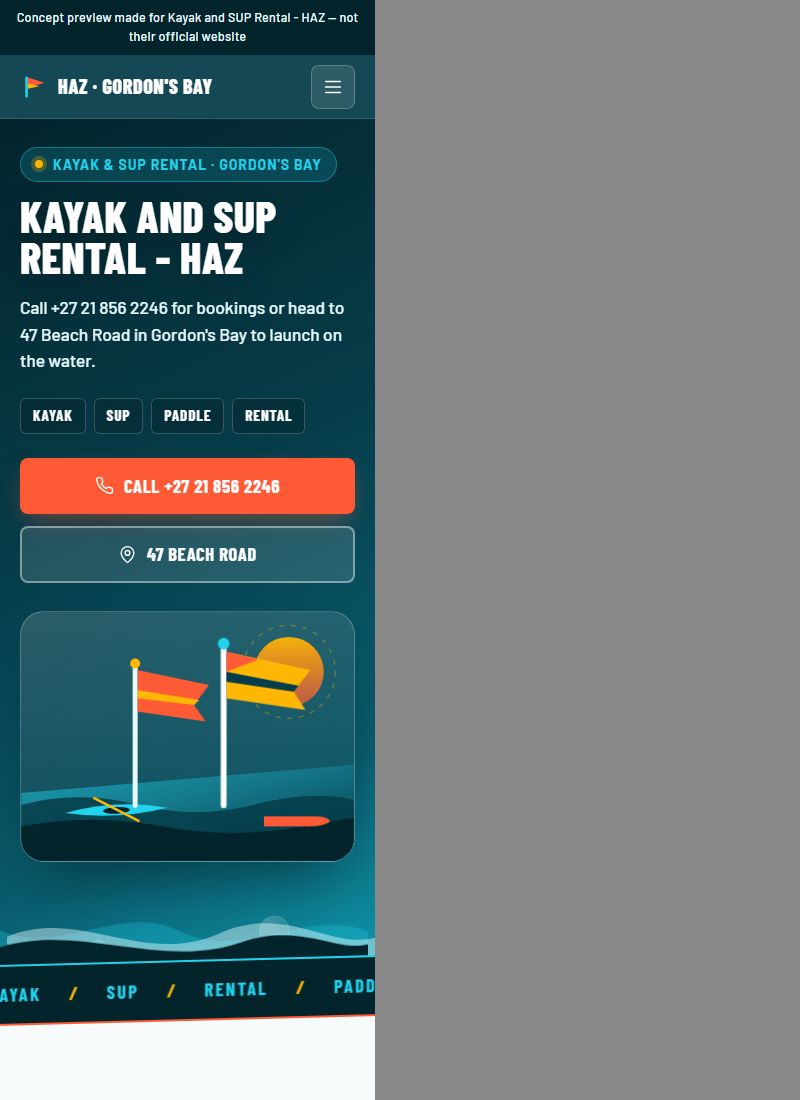 Concept preview made for Kayak and SUP Rental - HAZ — not
their official website
HAZ · GORDON'S BAY
KAYAK & SUP RENTAL · GORDON'S BAY
KAYAK AND SUP
RENTAL - HAZ
Call +27 21 856 2246 for bookings or head to
47 Beach Road in Gordon's Bay to launch on
the water.
KAYAK SUP PADDLE RENTAL
CALL +27 21 856 2246
47 BEACH ROAD
AYAK / SUP / RENTAL / PADD